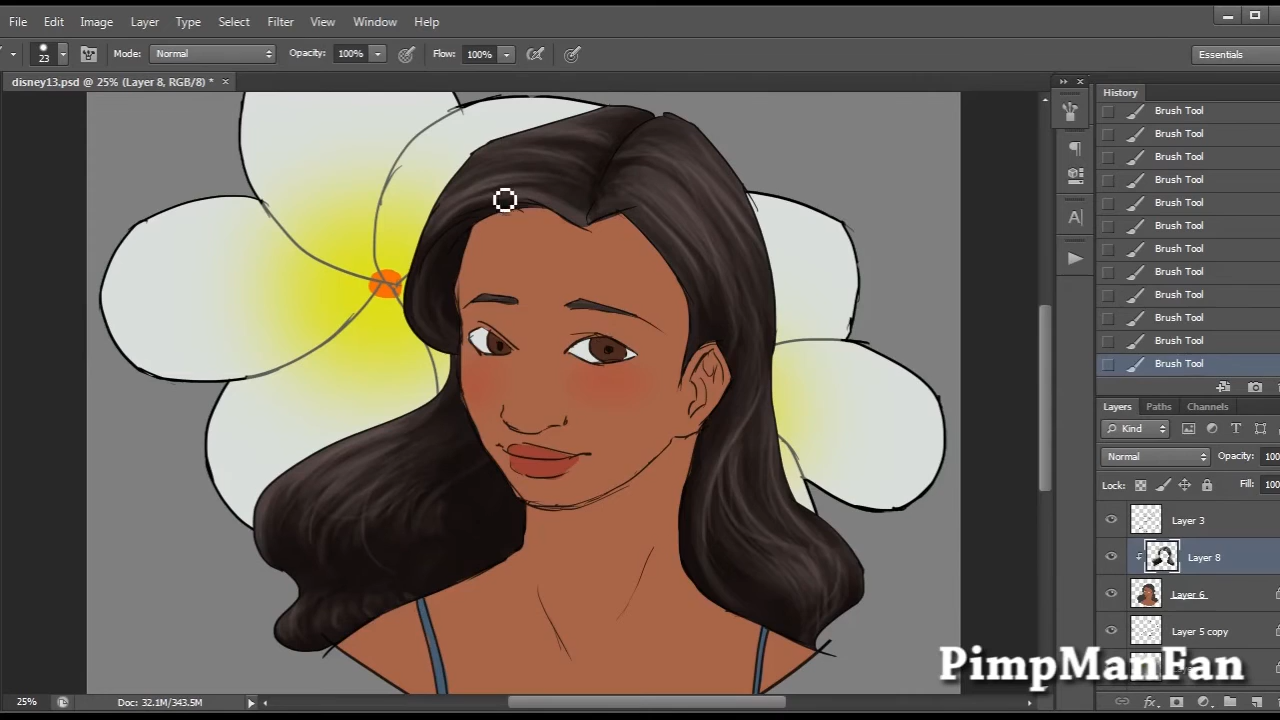 File Edit Image Layer Type Select Filter View Window Help
23 Mode: Normal Opacity: 100% Flow: 100% Essentials
disney13.psd @ 25% (Layer 8, RGB/8) * ×
History
Brush Tool
Brush Tool
Brush Tool
Brush Tool
Brush Tool
Brush Tool
Brush Tool
Brush Tool
Brush Tool
Brush Tool
Brush Tool
Brush Tool
Layers Paths Channels
Kind
Normal Opacity: 100
Lock: Fill: 100
Layer 3
Layer 8
Layer 6
Layer 5 copy
PimpManFan
25% Doc: 32.1M/343.5M